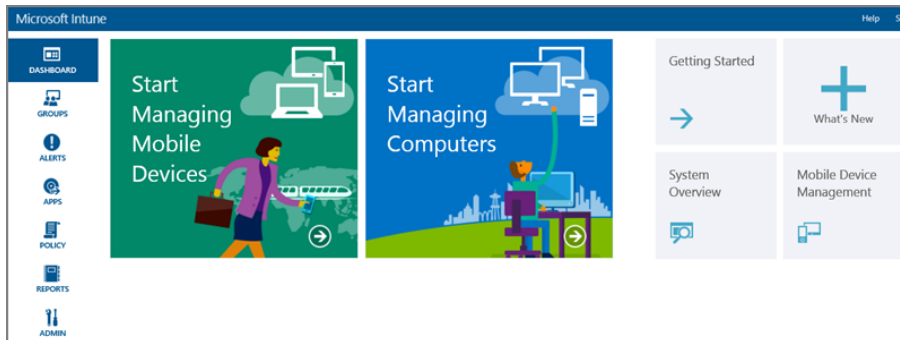 Microsoft Intune
Help
DASHBOARD
GROUPS
ALERTS
APPS
POLICY
REPORTS
ADMIN
Start
Managing
Mobile
Devices
Start
Managing
Computers
Getting Started
What's New
System
Overview
Mobile Device
Management